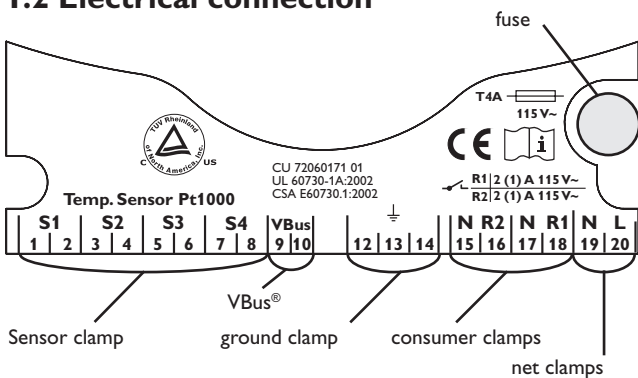 1.2 Electrical connection
fuse
T4A
115 V~
TÜV Rheinland
of North America, Inc.
C US
CE
i
CU 72060171 01
UL 60730-1A:2002
CSA E60730.1:2002
R1 2 (1) A 115 V~
R2 2 (1) A 115 V~
Temp. Sensor Pt1000
S1 S2 S3 S4 VBus N R2 N R1 N L
1 2 3 4 5 6 7 8 9 10 12 13 14 15 16 17 18 19 20
VBus®
Sensor clamp ground clamp consumer clamps
net clamps